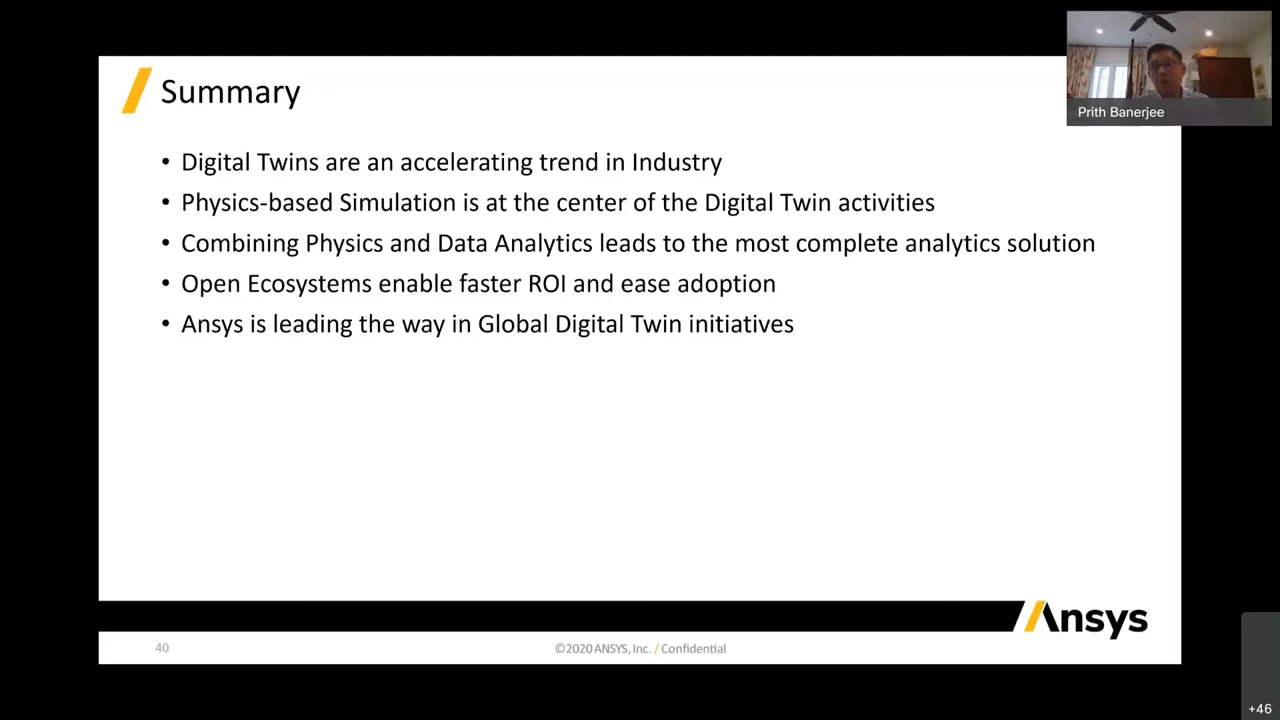 Summary
Prith Banerjee
• Digital Twins are an accelerating trend in Industry
• Physics-based Simulation is at the center of the Digital Twin activities
• Combining Physics and Data Analytics leads to the most complete analytics solution
• Open Ecosystems enable faster ROI and ease adoption
• Ansys is leading the way in Global Digital Twin initiatives
Ansys
40
©2020 ANSYS, Inc. / Confidential
+46